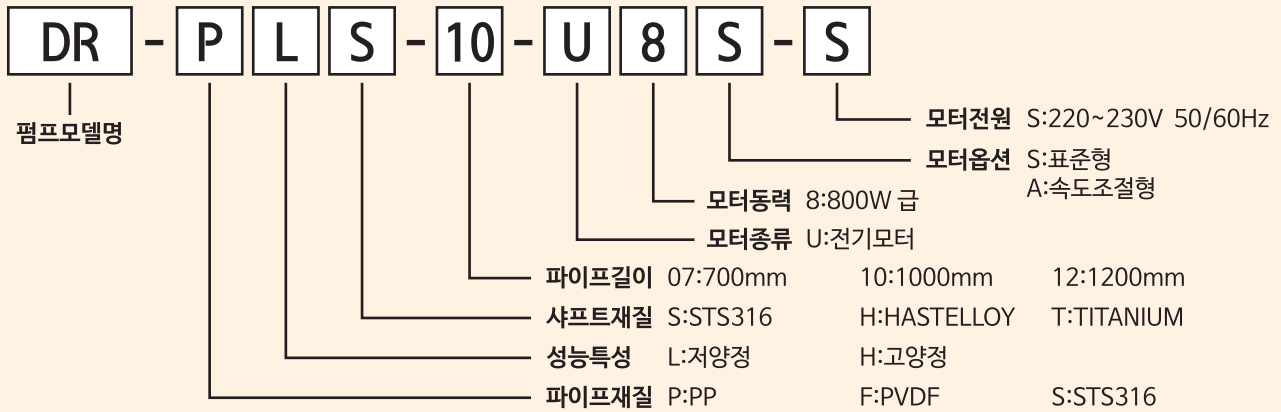 DR - P L S - 10 - U 8 S - S
펌프모델명
모터전원 S:220~230V 50/60Hz
모터옵션 S:표준형
A:속도조절형
모터동력 8:800W 급
모터종류 U:전기모터
파이프길이 07:700mm 10:1000mm 12:1200mm
샤프트재질 S:STS316 H:HASTELLOY T:TITANIUM
성능특성 L:저양정 H:고양정
파이프재질 P:PP F:PVDF S:STS316